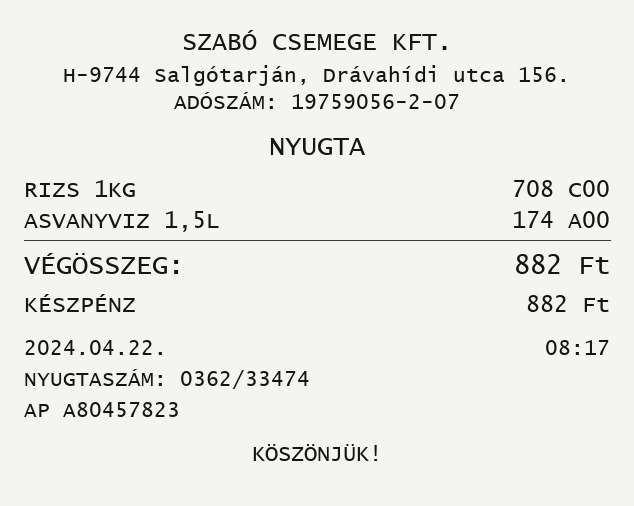 SZABÓ CSEMEGE KFT.
H-9744 Salgótarján, Drávahídi utca 156.
ADÓSZÁM: 19759056-2-07
NYUGTA
RIZS 1KG 708 C00
ASVANYVIZ 1,5L 174 A00
VÉGÖSSZEG: 882 Ft
KÉSZPÉNZ 882 Ft
2024.04.22. 08:17
NYUGTASZÁM: 0362/33474
AP A80457823
KÖSZÖNJÜK!